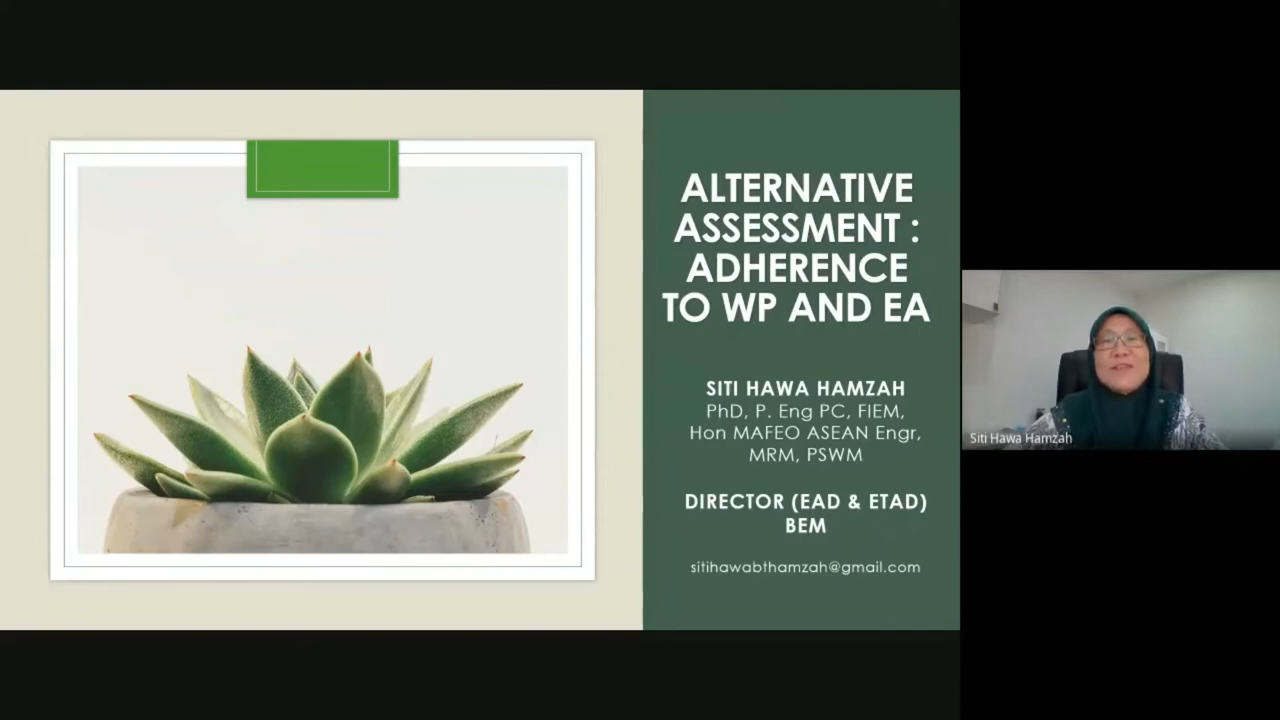 ALTERNATIVE
ASSESSMENT :
ADHERENCE
TO WP AND EA
SITI HAWA HAMZAH
PhD, P. Eng PC, FIEM,
Hon MAFEO ASEAN Engr,
MRM, PSWM
DIRECTOR (EAD & ETAD)
BEM
sitihawabthamzah@gmail.com
Siti Hawa Hamzah